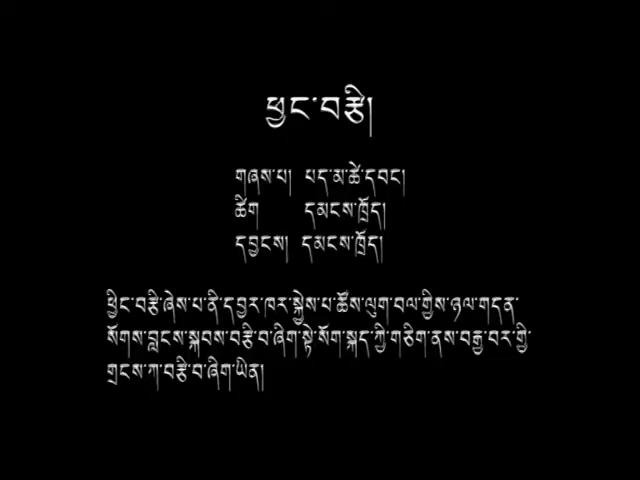 ཕྱང་བརྩི།
གཞས་པ། པད་མ་ཚེ་དབང།
ཚིག དམངས་ཁྲོད།
དབྱངས། དམངས་ཁྲོད།
ཕྱིང་བརྩི་ཞེས་པ་ནི་དབྱར་ཁར་སྐྱེས་པ་ཚོས་ལུག་བལ་གྱིས་ཉལ་གདན་
སོགས་བླངས་སྐབས་བརྩི་བ་ཞིག་སྟེ་སོག་སྐད་ཀྱི་གཅིག་ནས་བརྒྱ་བར་གྱི་
གྲངས་ཀ་བརྩི་བ་ཞིག་ཡིན།